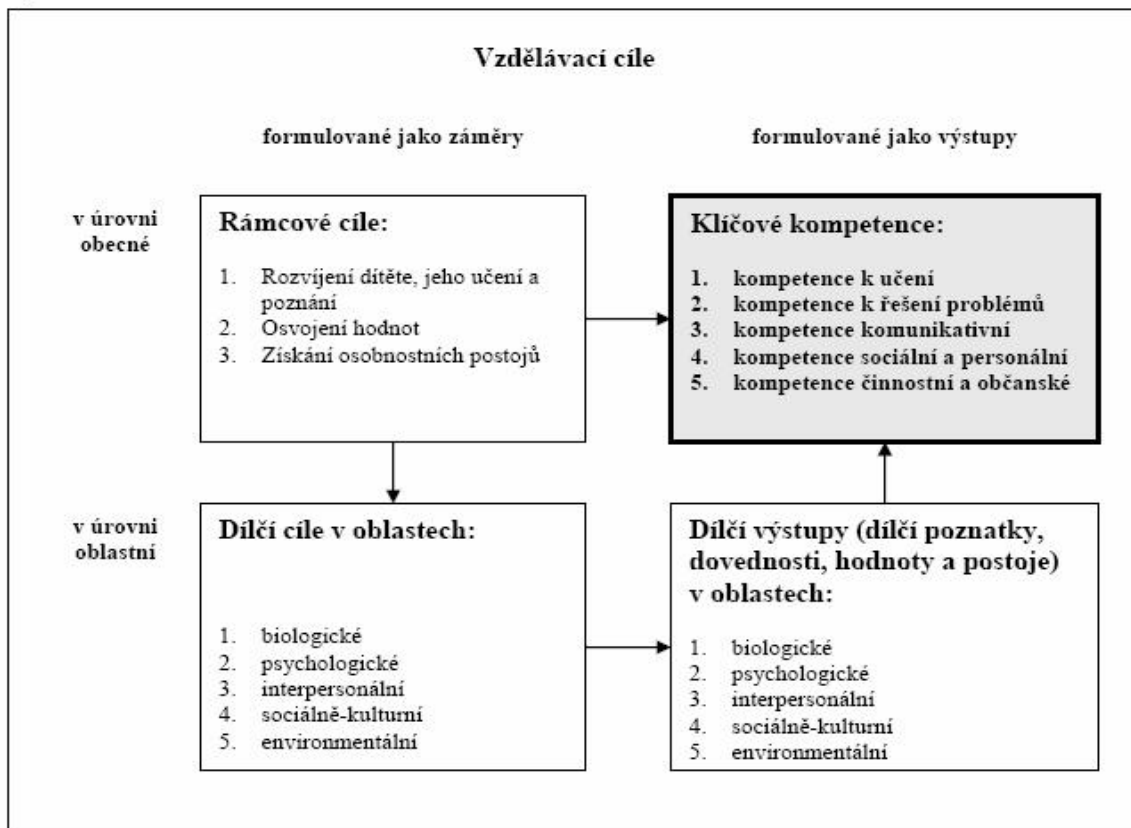 Vzdělávací cíle
formulované jako záměry
formulované jako výstupy
v úrovni
obecné
Rámcové cíle:
1. Rozvíjení dítěte, jeho učení a
poznání
2. Osvojení hodnot
3. Získání osobnostních postojů
Klíčové kompetence:
1. kompetence k učení
2. kompetence k řešení problémů
3. kompetence komunikativní
4. kompetence sociální a personální
5. kompetence činnostní a občanské
v úrovni
oblastní
Dílčí cíle v oblastech:
1. biologické
2. psychologické
3. interpersonální
4. sociálně-kulturní
5. environmentální
Dílčí výstupy (dílčí poznatky,
dovednosti, hodnoty a postoje)
v oblastech:
1. biologické
2. psychologické
3. interpersonální
4. sociálně-kulturní
5. environmentální